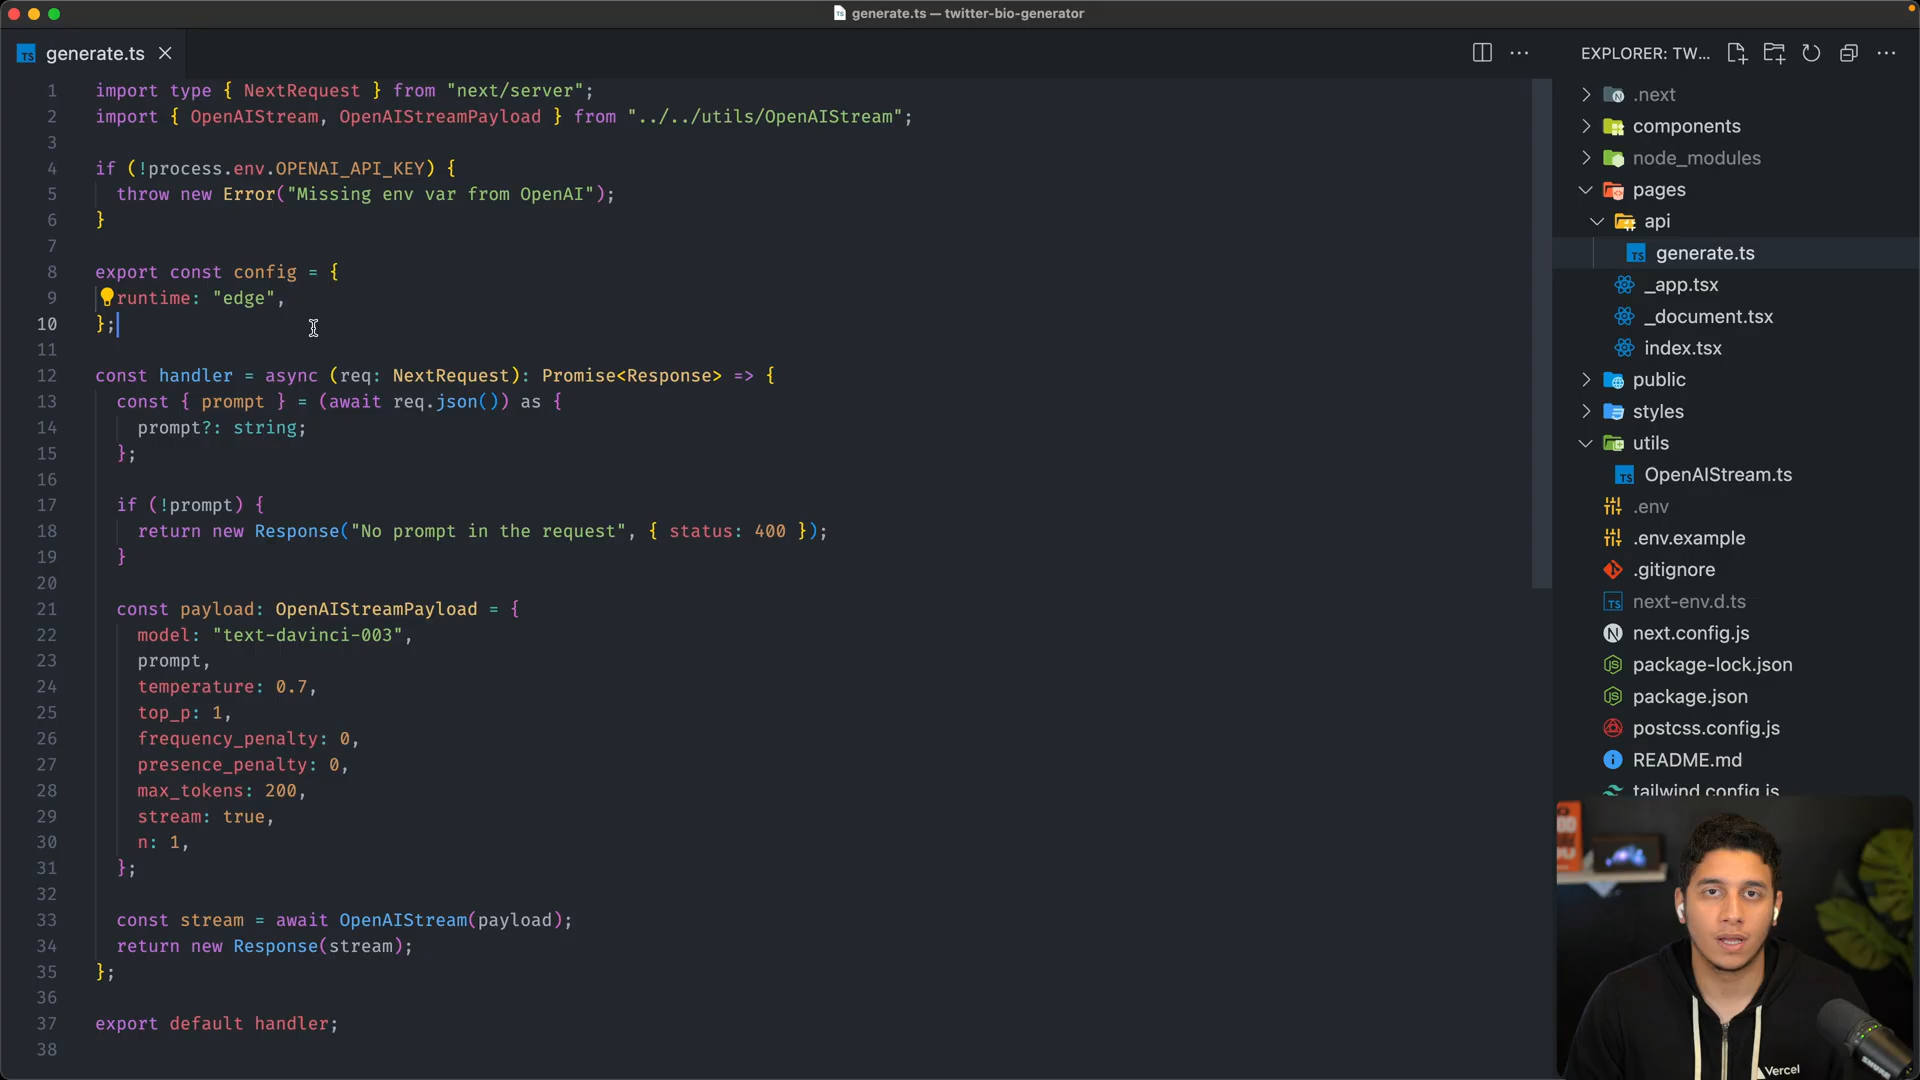 generate.ts — twitter-bio-generator
generate.ts
EXPLORER: TW...
1 import type { NextRequest } from "next/server";
2 import { OpenAIStream, OpenAIStreamPayload } from "../../utils/OpenAIStream";
3
4 if (!process.env.OPENAI_API_KEY) {
5 throw new Error("Missing env var from OpenAI");
6 }
7
8 export const config = {
9 runtime: "edge",
10 };
11
12 const handler = async (req: NextRequest): Promise<Response> => {
13 const { prompt } = (await req.json()) as {
14 prompt?: string;
15 };
16
17 if (!prompt) {
18 return new Response("No prompt in the request", { status: 400 });
19 }
20
21 const payload: OpenAIStreamPayload = {
22 model: "text-davinci-003",
23 prompt,
24 temperature: 0.7,
25 top_p: 1,
26 frequency_penalty: 0,
27 presence_penalty: 0,
28 max_tokens: 200,
29 stream: true,
30 n: 1,
31 };
32
33 const stream = await OpenAIStream(payload);
34 return new Response(stream);
35 };
36
37 export default handler;
38
.next
components
node_modules
pages
api
generate.ts
_app.tsx
_document.tsx
index.tsx
public
styles
utils
OpenAIStream.ts
.env
.env.example
.gitignore
next-env.d.ts
next.config.js
package-lock.json
package.json
postcss.config.js
README.md
tailwind.config.js
Vercel